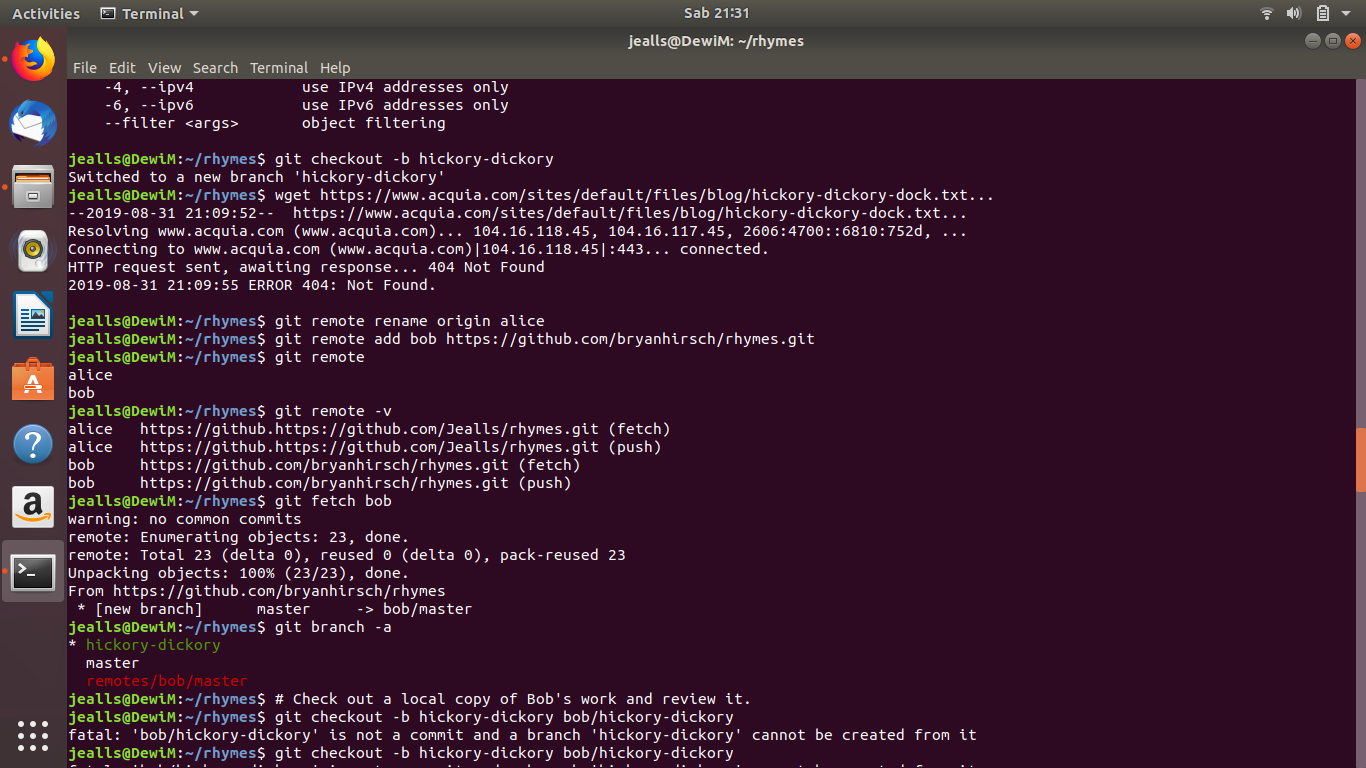 Activities Terminal Sab 21:31
jealls@DewiM: ~/rhymes
File Edit View Search Terminal Help
-4, --ipv4 use IPv4 addresses only
-6, --ipv6 use IPv6 addresses only
--filter <args> object filtering
jealls@DewiM:~/rhymes$ git checkout -b hickory-dickory
Switched to a new branch 'hickory-dickory'
jealls@DewiM:~/rhymes$ wget https://www.acquia.com/sites/default/files/blog/hickory-dickory-dock.txt...
--2019-08-31 21:09:52-- https://www.acquia.com/sites/default/files/blog/hickory-dickory-dock.txt...
Resolving www.acquia.com (www.acquia.com)... 104.16.118.45, 104.16.117.45, 2606:4700::6810:752d, ...
Connecting to www.acquia.com (www.acquia.com)|104.16.118.45|:443... connected.
HTTP request sent, awaiting response... 404 Not Found
2019-08-31 21:09:55 ERROR 404: Not Found.
jealls@DewiM:~/rhymes$ git remote rename origin alice
jealls@DewiM:~/rhymes$ git remote add bob https://github.com/bryanhirsch/rhymes.git
jealls@DewiM:~/rhymes$ git remote
alice
bob
jealls@DewiM:~/rhymes$ git remote -v
alice https://github.https://github.com/Jealls/rhymes.git (fetch)
alice https://github.https://github.com/Jealls/rhymes.git (push)
bob https://github.com/bryanhirsch/rhymes.git (fetch)
bob https://github.com/bryanhirsch/rhymes.git (push)
jealls@DewiM:~/rhymes$ git fetch bob
warning: no common commits
remote: Enumerating objects: 23, done.
remote: Total 23 (delta 0), reused 0 (delta 0), pack-reused 23
Unpacking objects: 100% (23/23), done.
From https://github.com/bryanhirsch/rhymes
* [new branch] master -> bob/master
jealls@DewiM:~/rhymes$ git branch -a
* hickory-dickory
master
remotes/bob/master
jealls@DewiM:~/rhymes$ # Check out a local copy of Bob's work and review it.
jealls@DewiM:~/rhymes$ git checkout -b hickory-dickory bob/hickory-dickory
fatal: 'bob/hickory-dickory' is not a commit and a branch 'hickory-dickory' cannot be created from it
jealls@DewiM:~/rhymes$ git checkout -b hickory-dickory bob/hickory-dickory